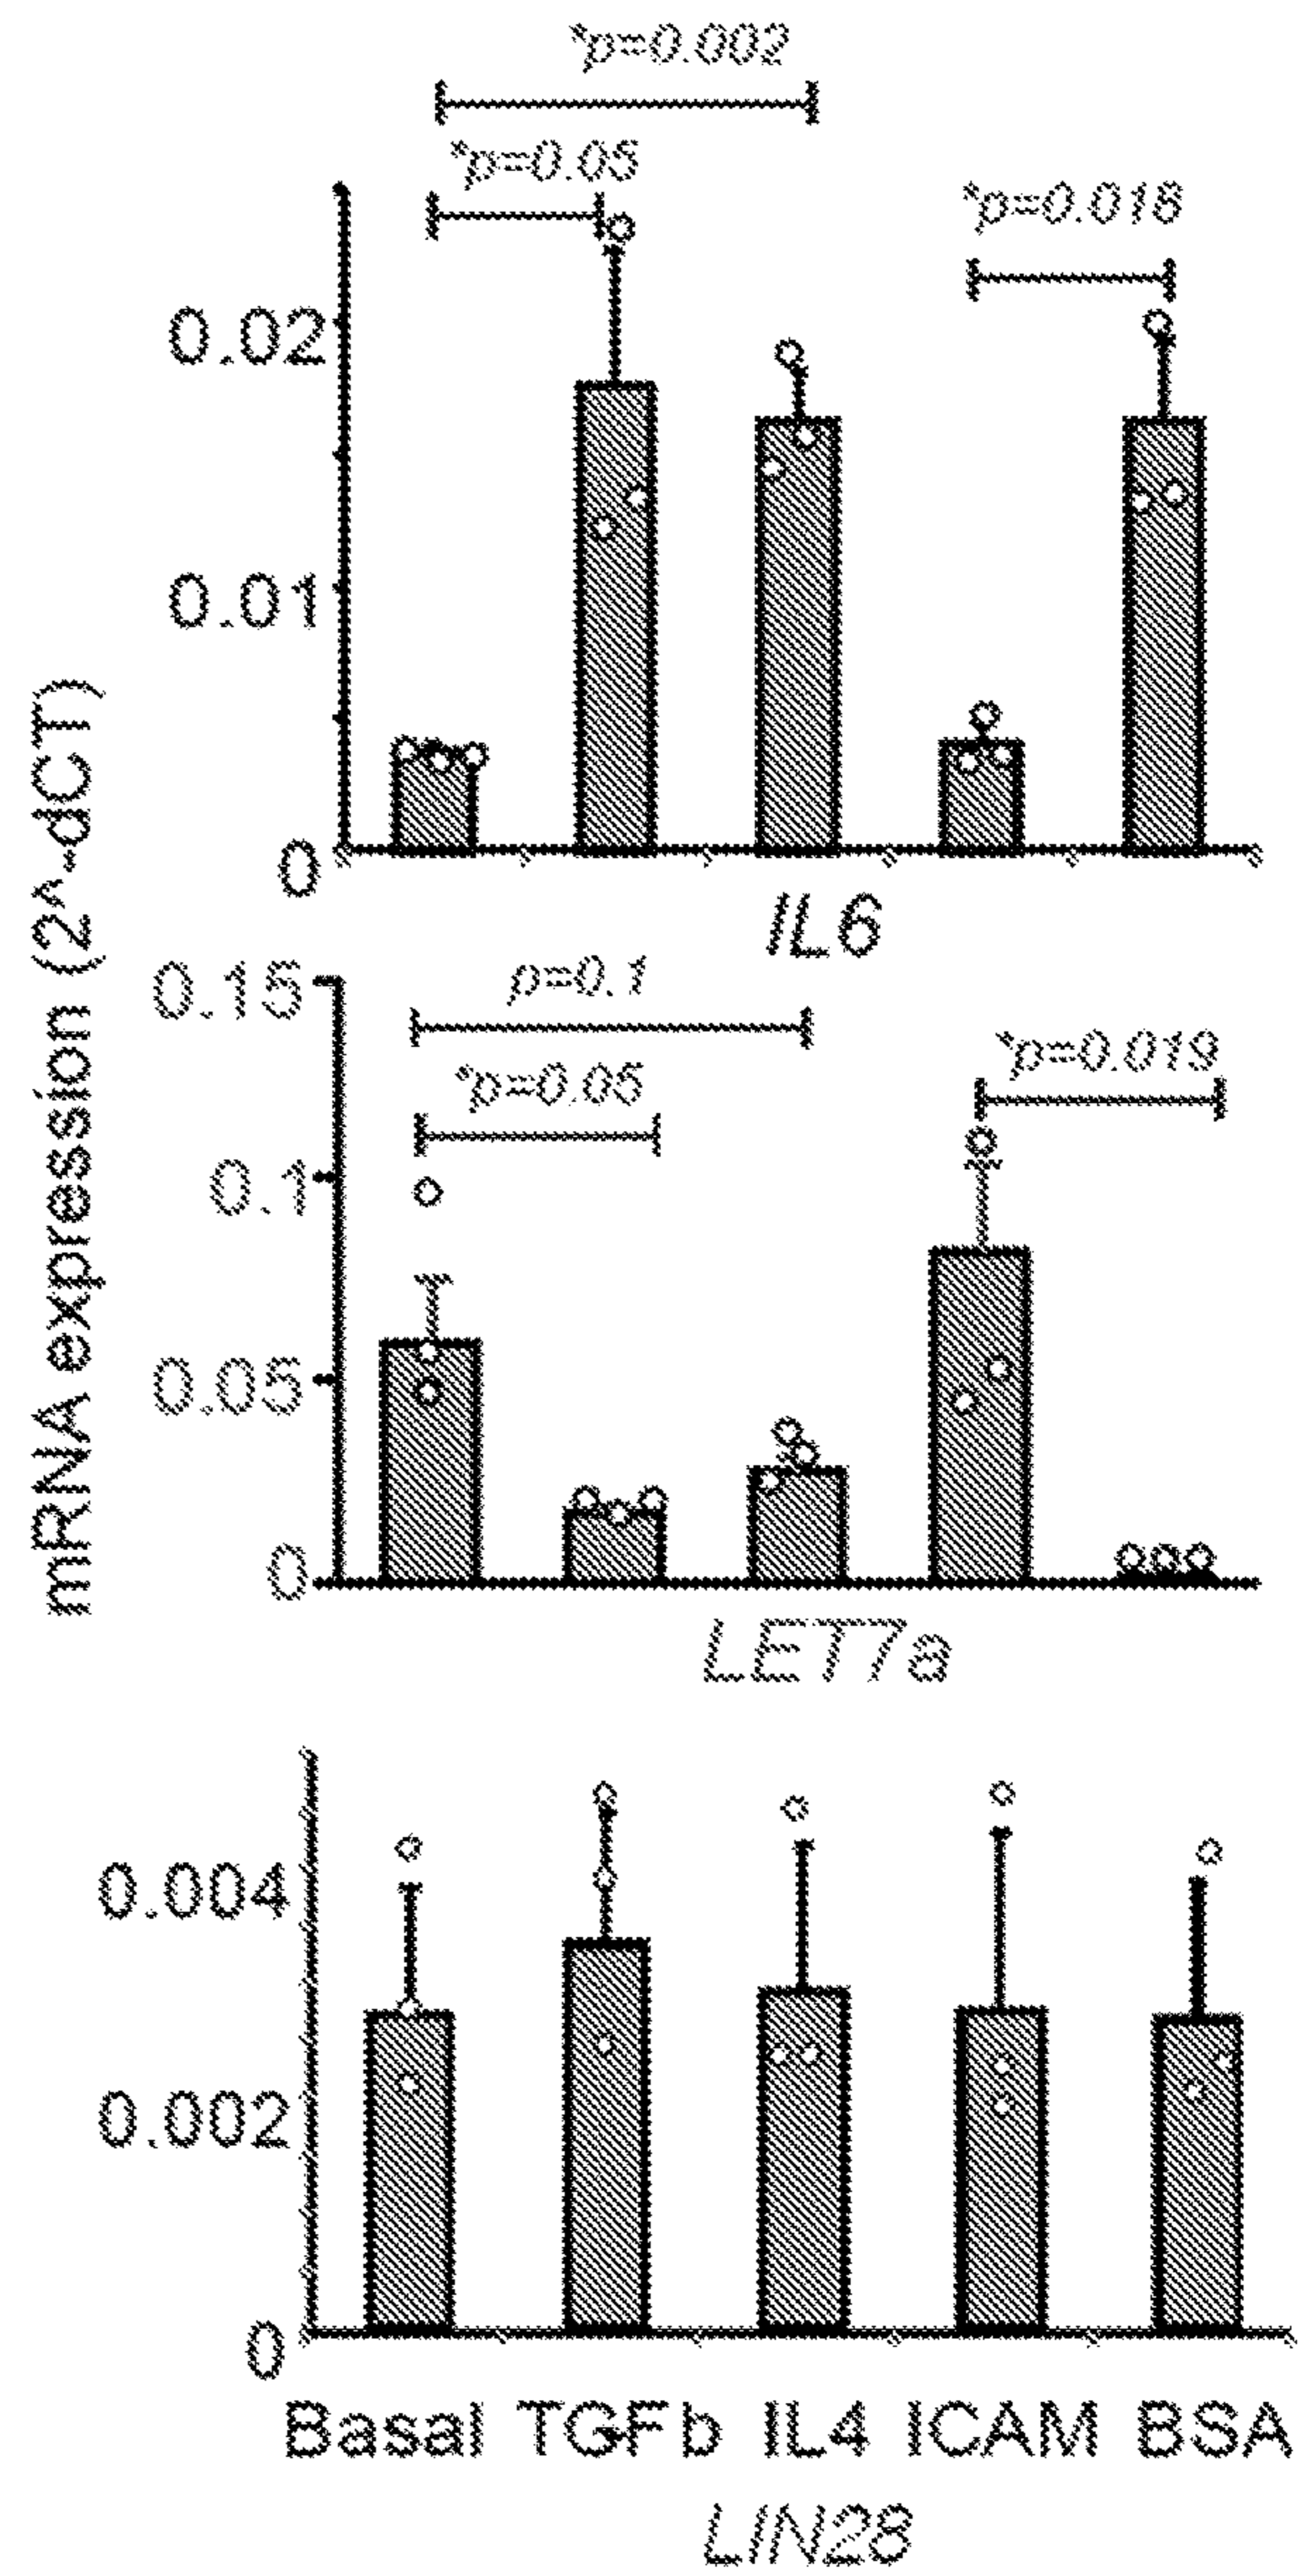 *p=0.002
*p=0.05
*p=0.018
0.02
0.01
0
IL6
mRNA expression (2^-dCT)
0.15
p=0.1
*p=0.019
*p=0.05
0.1
0.05
0
LET7a
0.004
0.002
0
Basal TGFb IL4 ICAM BSA
LIN28